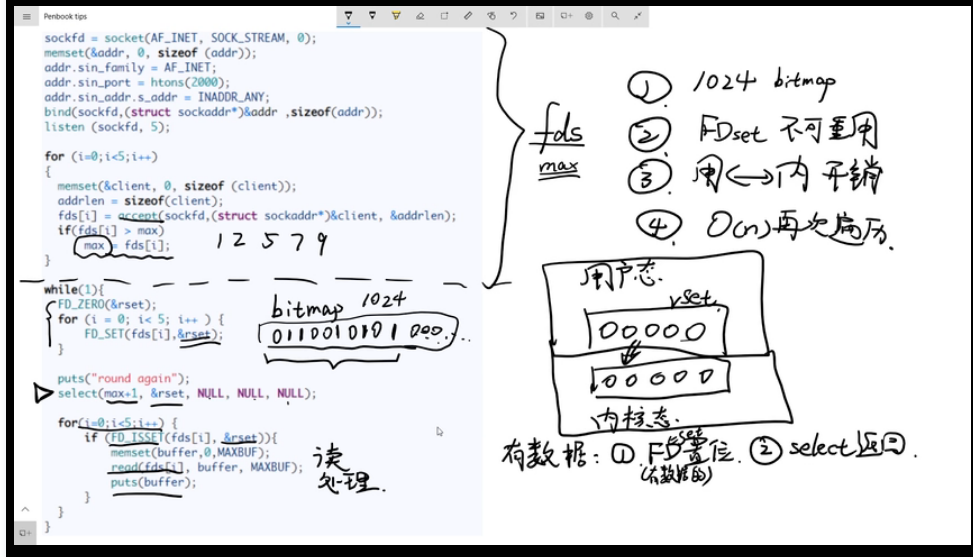 Penbook tips
sockfd = socket(AF_INET, SOCK_STREAM, 0);
memset(&addr, 0, sizeof (addr));
addr.sin_family = AF_INET;
addr.sin_port = htons(2000);
addr.sin_addr.s_addr = INADDR_ANY;
bind(sockfd,(struct sockaddr*)&addr ,sizeof(addr));
listen (sockfd, 5);
for (i=0;i<5;i++)
{
memset(&client, 0, sizeof (client));
addrlen = sizeof(client);
fds[i] = accept(sockfd,(struct sockaddr*)&client, &addrlen);
if(fds[i] > max)
max = fds[i];
}
1 2 5 7 9
while(1){
FD_ZERO(&rset);
for (i = 0; i< 5; i++ ) {
FD_SET(fds[i],&rset);
}
bitmap 1024
0110010101 000...
puts("round again");
select(max+1, &rset, NULL, NULL, NULL);
for(i=0;i<5;i++) {
if (FD_ISSET(fds[i], &rset)){
memset(buffer,0,MAXBUF);
read(fds[i], buffer, MAXBUF);
puts(buffer);
}
}
}
读
处理.
fds
max
① 1024 bitmap
② FDset 不可重用
③ 用<->内 开销
④ O(n)再次遍历.
用户态.
rset
00000
00000
内核态.
有数据: ① FD置位. ② select返回.
set
(有数据的)